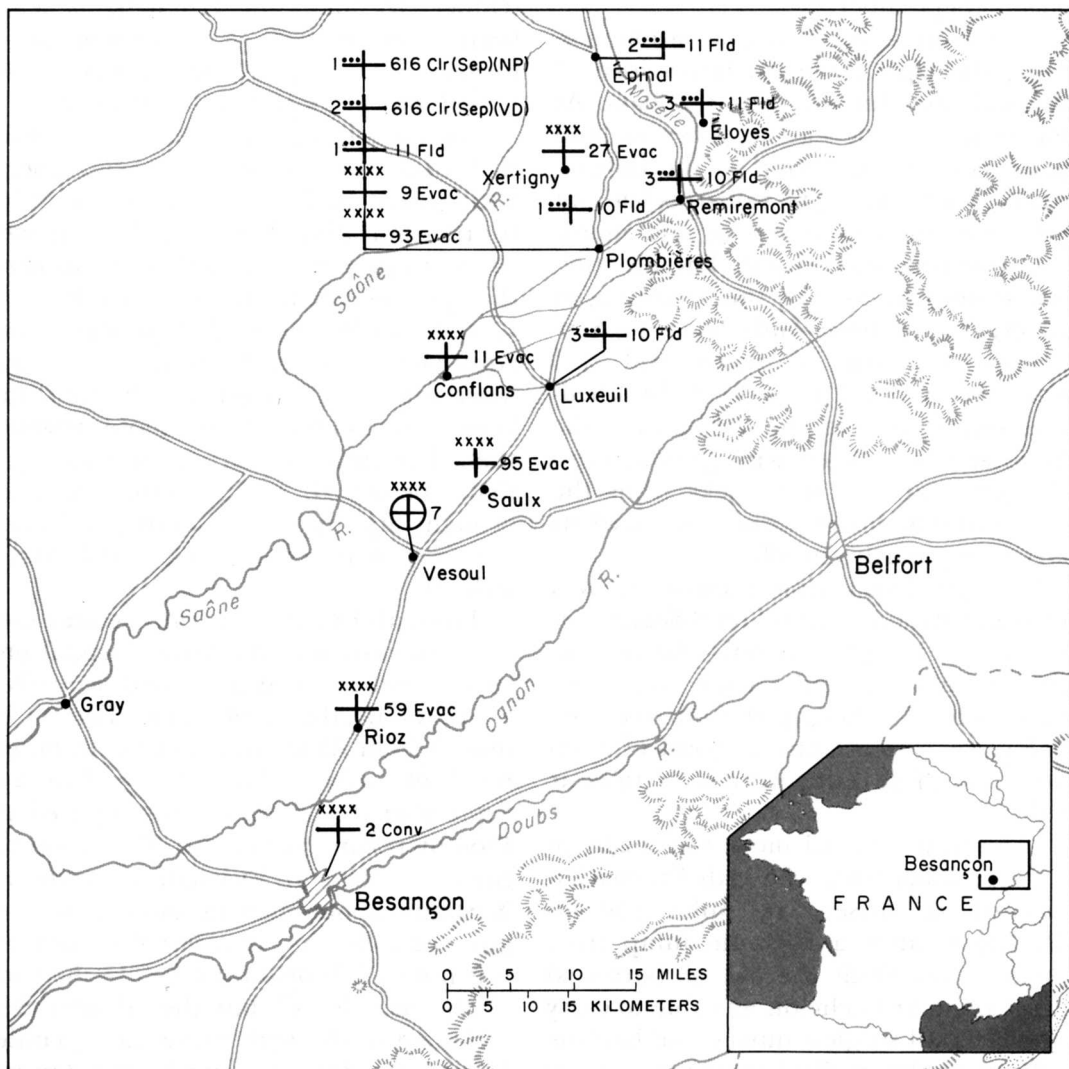 2 11 Fld
Épinal
1 616 Clr(Sep)(NP)
2 616 Clr(Sep)(VD)
1 11 Fld
xxxx
9 Evac
xxxx
93 Evac
Moselle
3 11 Fld
Éloyes
xxxx
27 Evac
Xertigny
R.
3 10 Fld
Remiremont
1 10 Fld
Plombières
Saône
xxxx
11 Evac
Conflans
3 10 Fld
Luxeuil
xxxx
95 Evac
Saulx
xxxx
7
Vesoul
R.
Saône
R.
Belfort
Gray
xxxx
59 Evac
Rioz
Ognon
R.
xxxx
2 Conv
Doubs
Besançon
Besançon
FRANCE
0 5 10 15 MILES
0 5 10 15 KILOMETERS